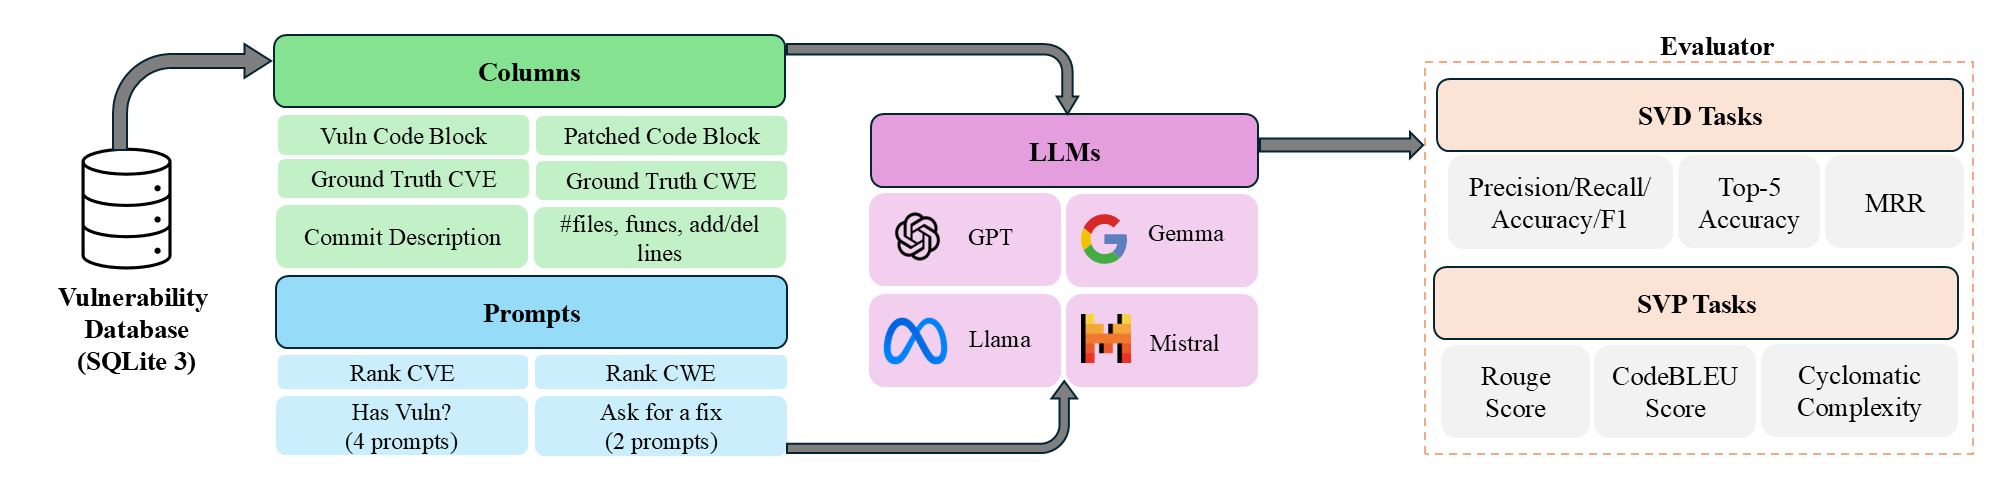 Vulnerability
Database
(SQLite 3)
Columns
Vuln Code Block
Patched Code Block
Ground Truth CVE
Ground Truth CWE
Commit Description
#files, funcs, add/del
lines
Prompts
Rank CVE
Rank CWE
Has Vuln?
(4 prompts)
Ask for a fix
(2 prompts)
LLMs
GPT
Gemma
Llama
Mistral
Evaluator
SVD Tasks
Precision/Recall/
Accuracy/F1
Top-5
Accuracy
MRR
SVP Tasks
Rouge
Score
CodeBLEU
Score
Cyclomatic
Complexity